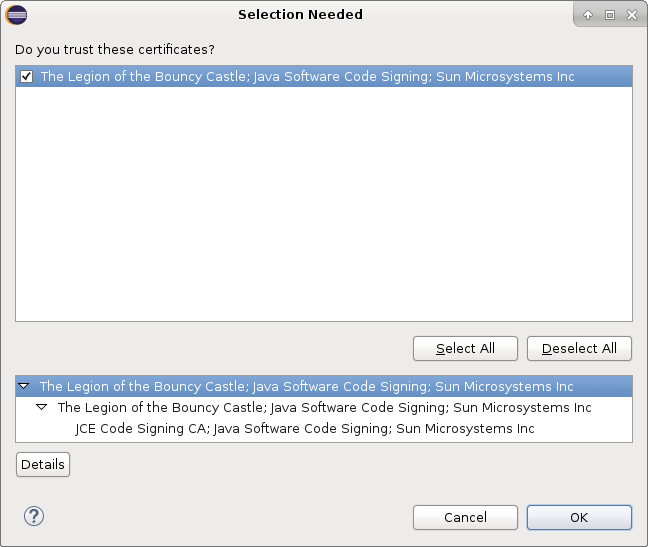 Selection Needed
Do you trust these certificates?
The Legion of the Bouncy Castle; Java Software Code Signing; Sun Microsystems Inc
Select All
Deselect All
The Legion of the Bouncy Castle; Java Software Code Signing; Sun Microsystems Inc
The Legion of the Bouncy Castle; Java Software Code Signing; Sun Microsystems Inc
JCE Code Signing CA; Java Software Code Signing; Sun Microsystems Inc
Details
?
Cancel
OK